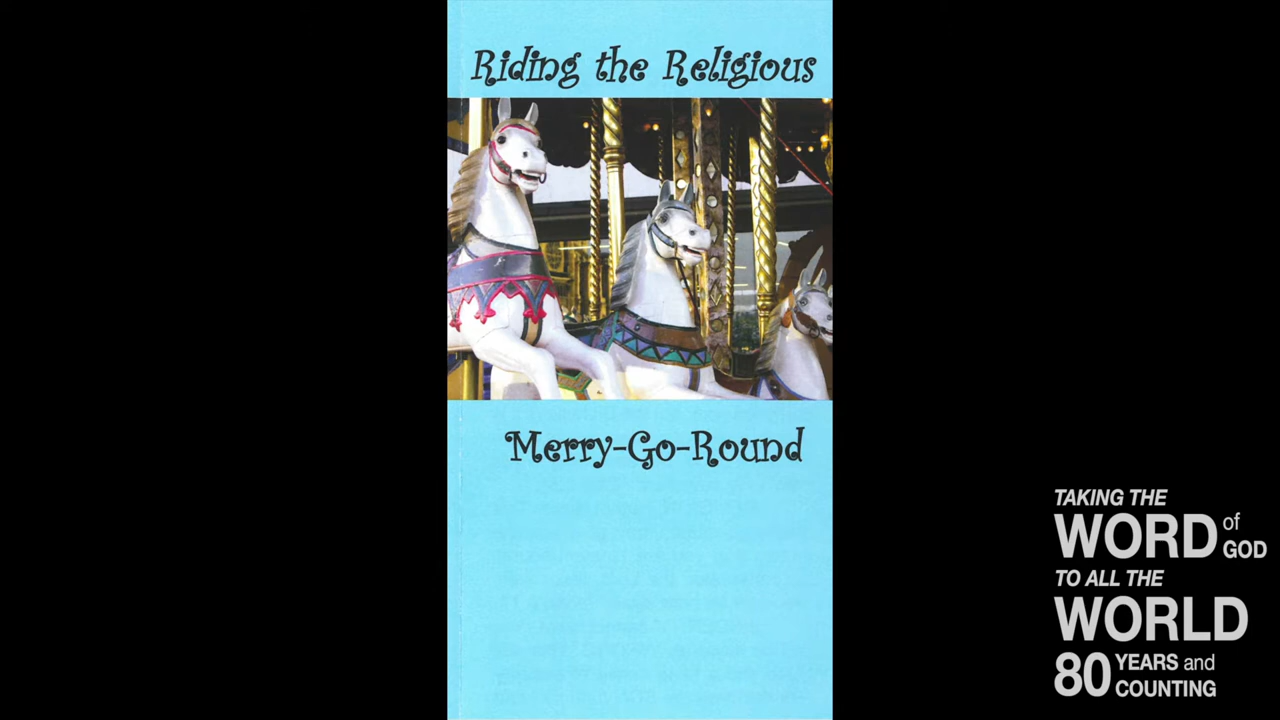 Riding the Religious
Merry-Go-Round
TAKING THE
WORD of GOD
TO ALL THE
WORLD
80 YEARS and
COUNTING